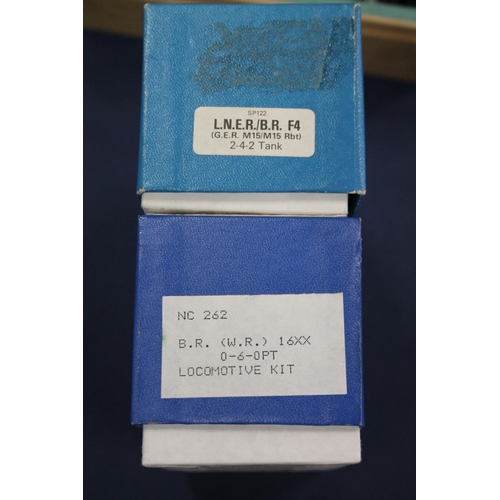 SP122
L.N.E.R./B.R. F4
(G.E.R. M15/M15 Rbt)
2-4-2 Tank
NC 262
B.R. (W.R.) 16XX
0-6-0PT
LOCOMOTIVE KIT